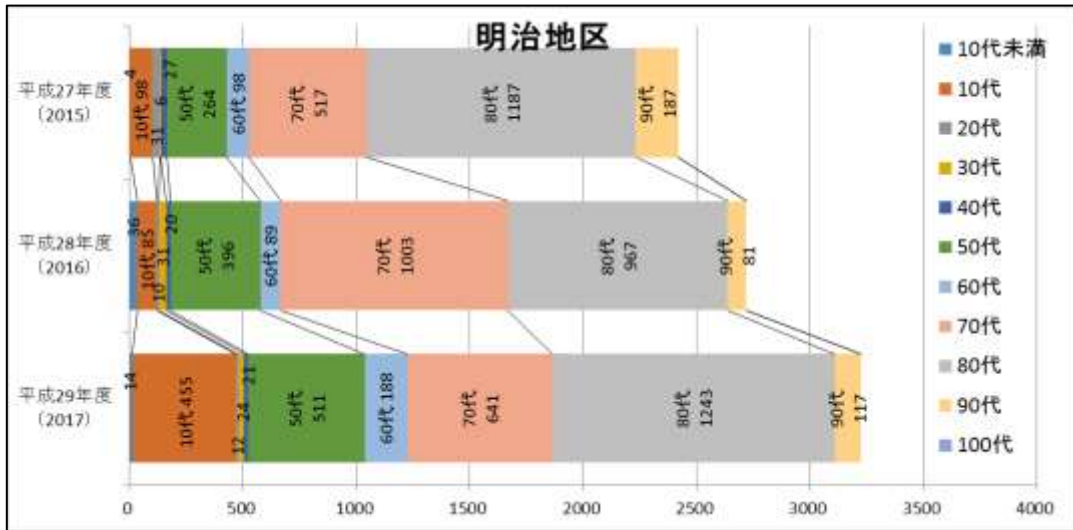 明治地区
平成27年度
（2015）
4
10代 98
31
6
27
50代
264
60代 98
70代
517
80代
1187
90代
187
平成28年度
（2016）
36
10代 85
10
31
20
50代
396
60代 89
70代
1003
80代
967
90代
81
平成29年度
（2017）
14
10代 455
12
24
21
50代
511
60代 188
70代
641
80代
1243
90代
117
0 500 1000 1500 2000 2500 3000 3500 4000
10代未満
10代
20代
30代
40代
50代
60代
70代
80代
90代
100代